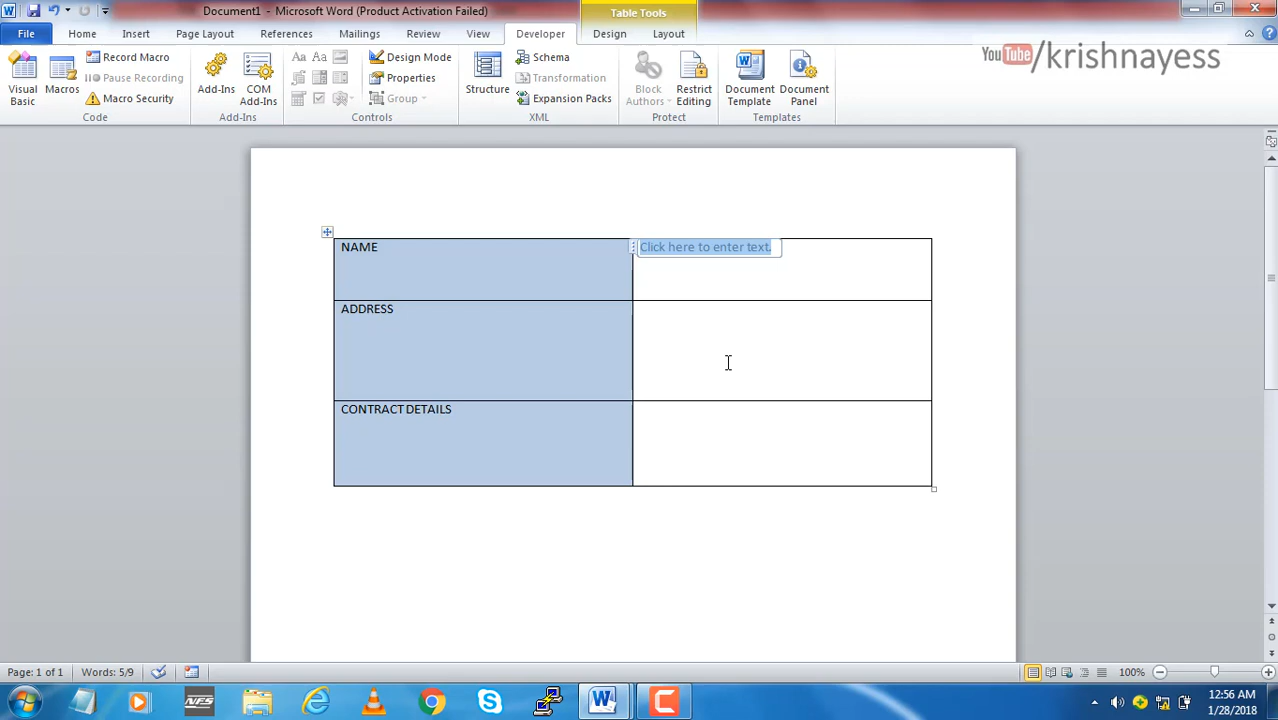 Document1 - Microsoft Word (Product Activation Failed)
Table Tools
File Home Insert Page Layout References Mailings Review View Developer Design Layout
YouTube/krishnayess
Visual Basic
Macros
Record Macro
Pause Recording
Macro Security
Code
Add-Ins
COM Add-Ins
Add-Ins
Aa Aa
Design Mode
Properties
Group
Controls
Structure
Schema
Transformation
Expansion Packs
XML
Block Authors
Restrict Editing
Protect
Document Template
Document Panel
Templates
NAME
Click here to enter text.
ADDRESS
CONTRACT DETAILS
Page: 1 of 1 Words: 5/9
100%
NFS
12:56 AM
1/28/2018